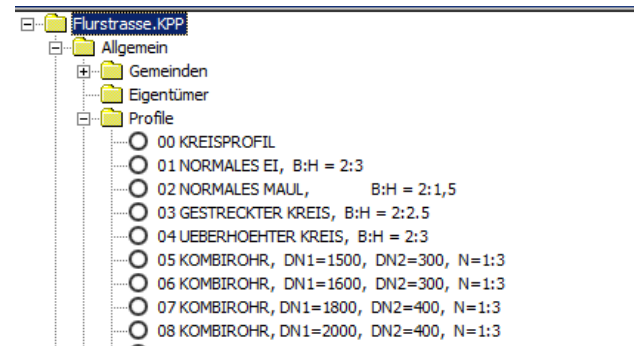 Flurstrasse.KPP
Allgemein
Gemeinden
Eigentümer
Profile
00 KREISPROFIL
01 NORMALES EI, B:H = 2:3
02 NORMALES MAUL, B:H = 2:1,5
03 GESTRECKTER KREIS, B:H = 2:2.5
04 UEBERHOEHTER KREIS, B:H = 2:3
05 KOMBIROHR, DN1=1500, DN2=300, N=1:3
06 KOMBIROHR, DN1=1600, DN2=300, N=1:3
07 KOMBIROHR, DN1=1800, DN2=400, N=1:3
08 KOMBIROHR, DN1=2000, DN2=400, N=1:3